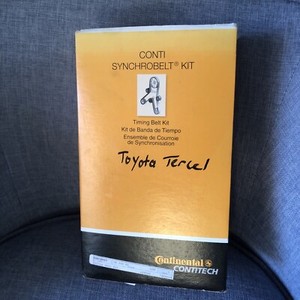 CONTI
SYNCHROBELT® KIT
Timing Belt Kit
Kit de Banda de Tiempo
Ensemble de Courroie
de Synchronisation
Toyota Tercel
Continental
CONTITECH